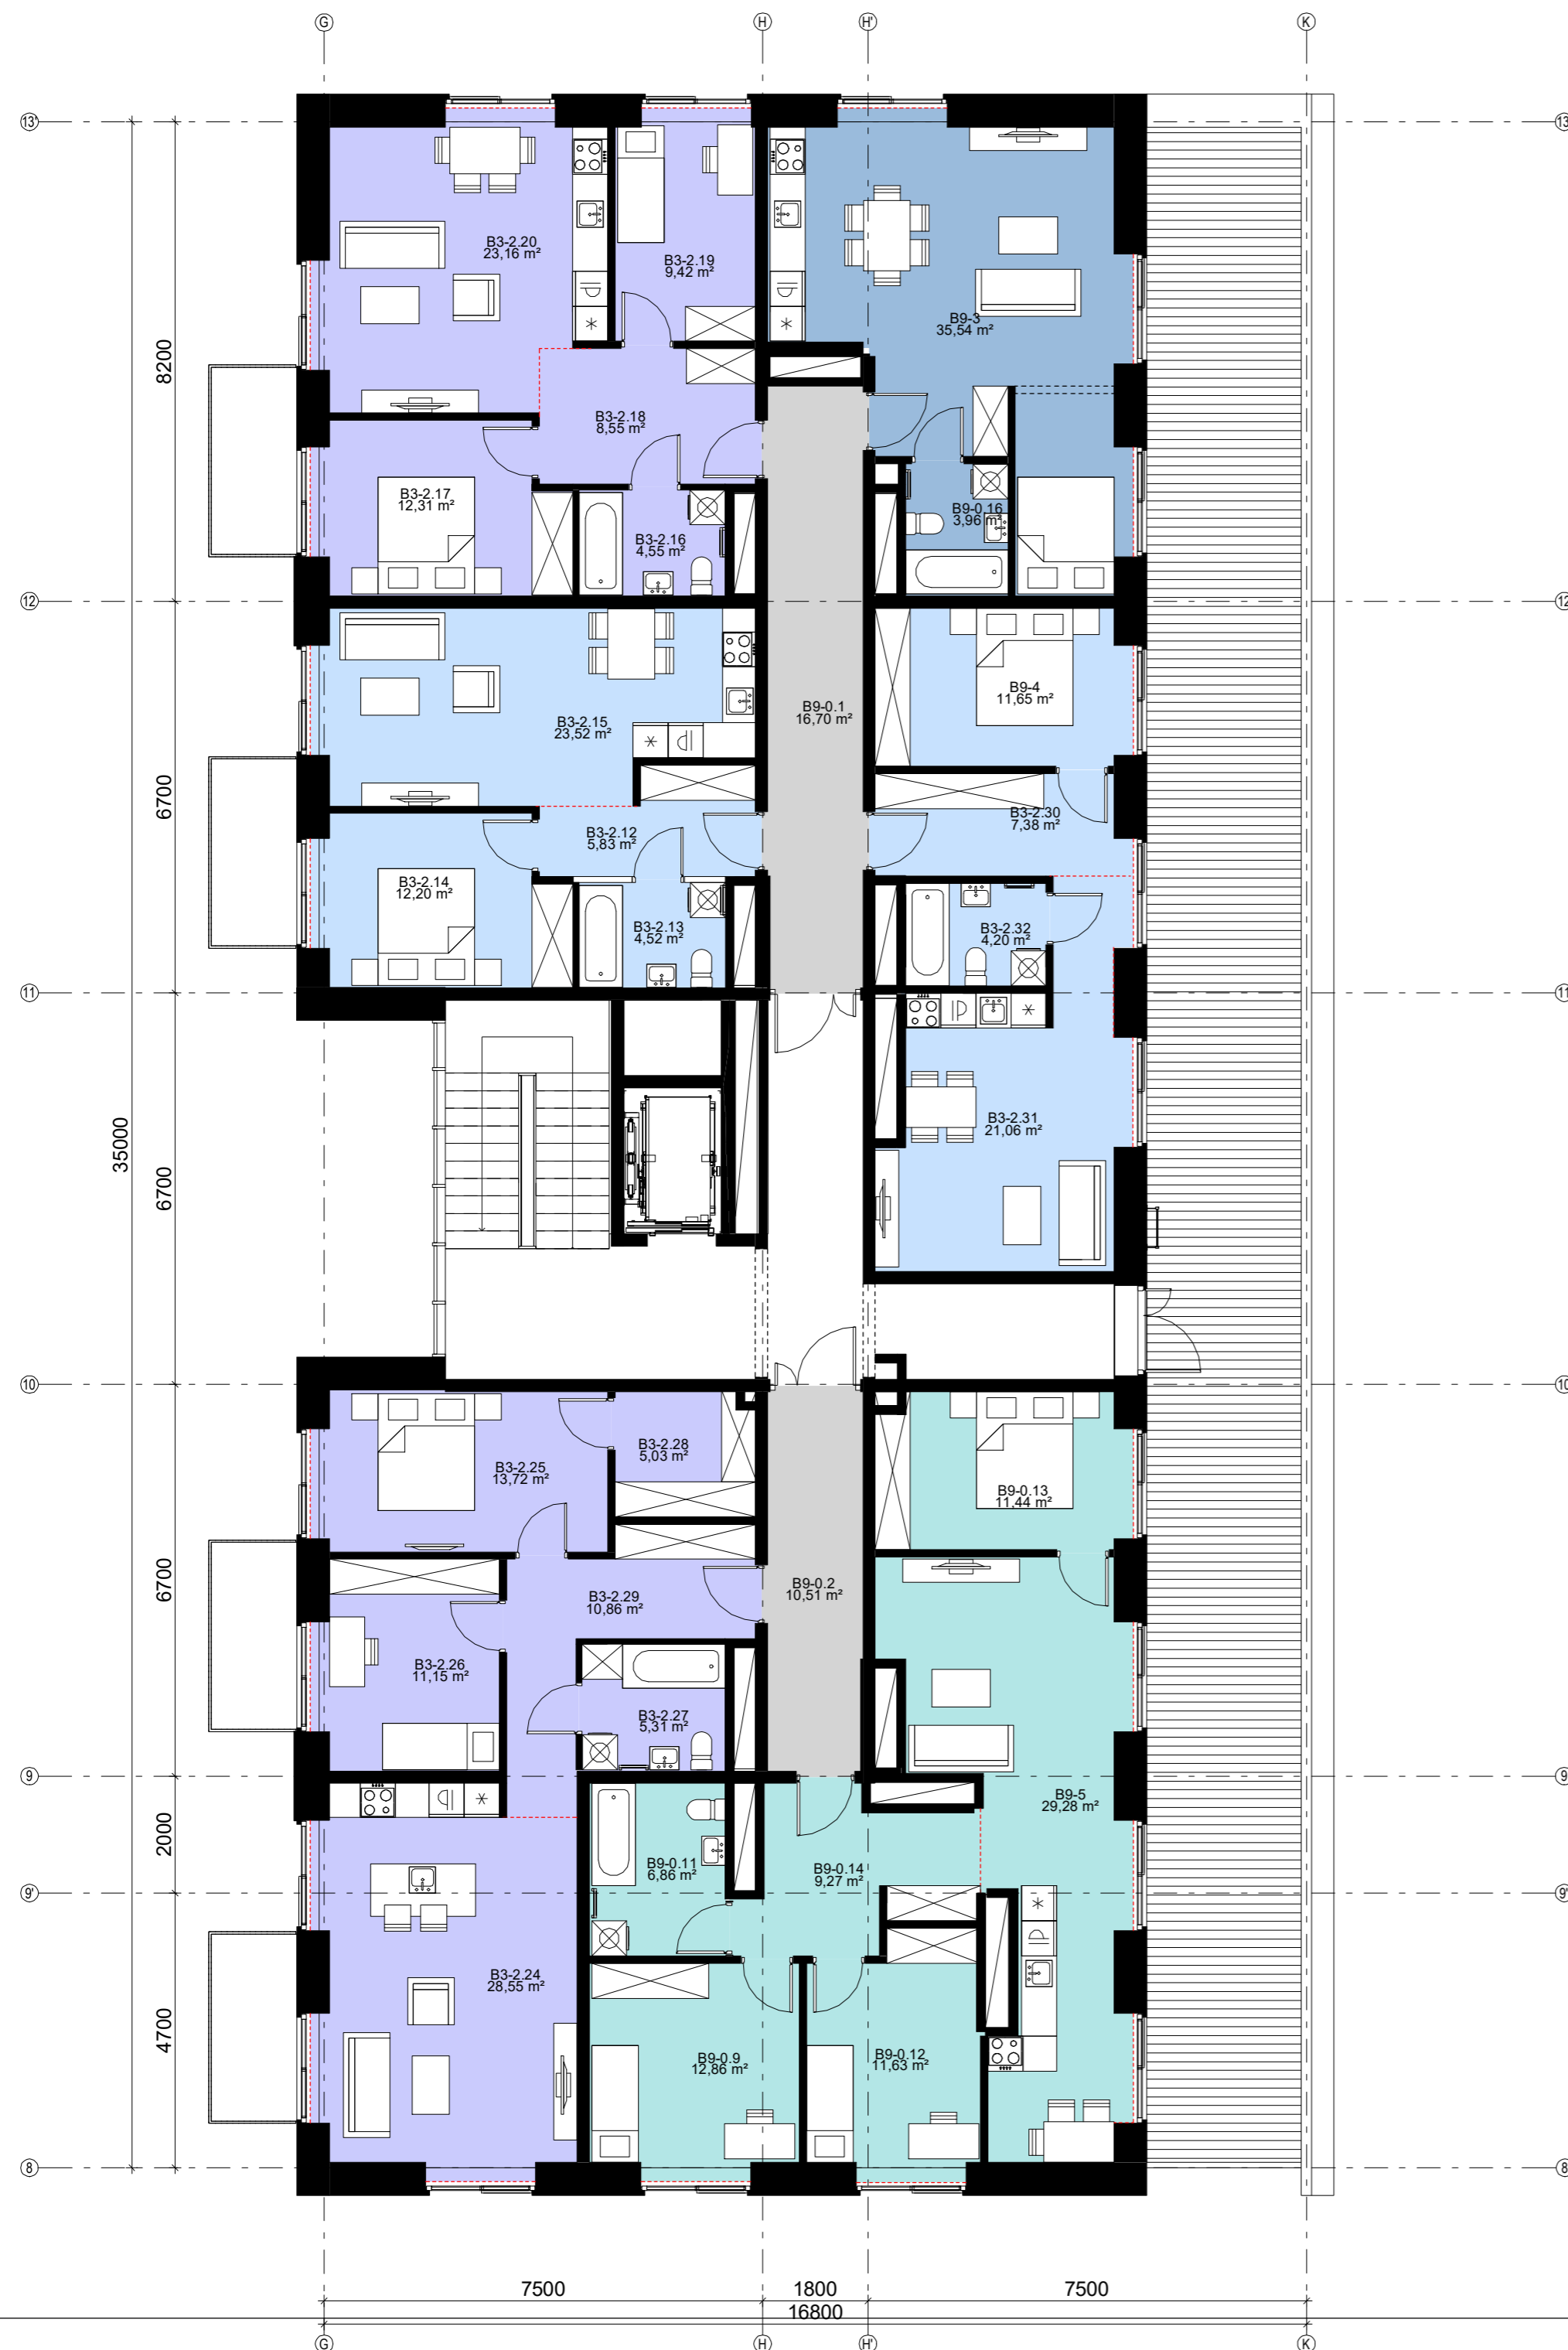 G
H
H'
K
13
13
8200
B3-2.20
23,16 m²
B3-2.19
9,42 m²
B9-3
35,54 m²
B3-2.18
8,55 m²
B3-2.17
12,31 m²
B3-2.16
4,55 m²
B9-0.16
3,96 m²
12
12
B9-4
11,65 m²
B9-0.1
16,70 m²
B3-2.15
23,52 m²
6700
B3-2.30
7,38 m²
B3-2.12
5,83 m²
B3-2.14
12,20 m²
B3-2.13
4,52 m²
B3-2.32
4,20 m²
11
11
B3-2.31
21,06 m²
35000
6700
10
10
B3-2.28
5,03 m²
B3-2.25
13,72 m²
B9-0.13
11,44 m²
6700
B3-2.29
10,86 m²
B9-0.2
10,51 m²
B3-2.26
11,15 m²
B3-2.27
5,31 m²
9
9
B9-5
29,28 m²
2000
B9-0.11
6,86 m²
B9-0.14
9,27 m²
9'
9'
B3-2.24
28,55 m²
4700
B9-0.9
12,86 m²
B9-0.12
11,63 m²
8
8
7500
1800
7500
16800
G
H
H'
K